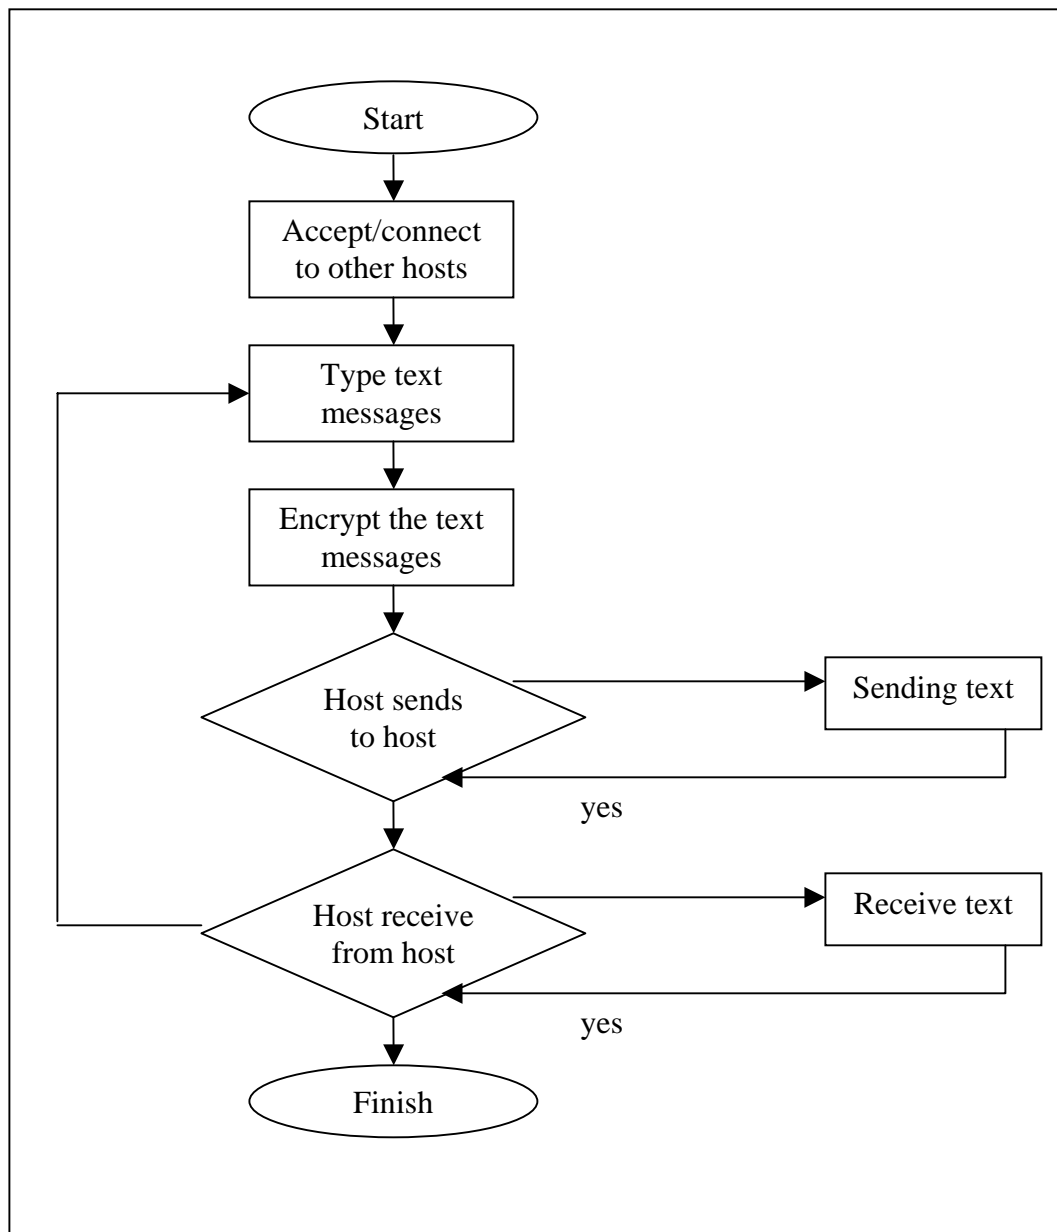 Start
Accept/connect
to other hosts
Type text
messages
Encrypt the text
messages
Host sends
to host
Sending text
yes
Host receive
from host
Receive text
yes
Finish